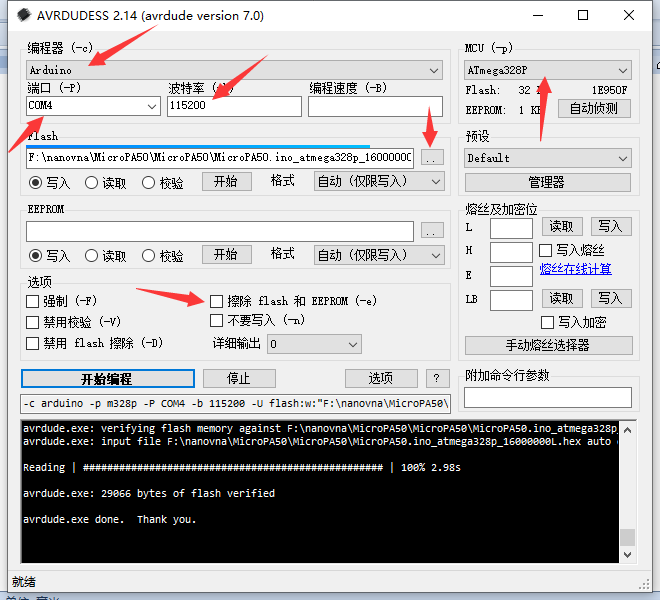 AVRDUDESS 2.14 (avrdude version 7.0)
编程器 (-c)
Arduino
端口 (-P)
波特率
编程速度 (-B)
COM4
115200
MCU (-p)
ATmega328P
Flash: 32
1E950F
EEPROM: 1
自动侦测
Flash
F:\nanovna\MicroPA50\MicroPA50\MicroPA50.ino_atmega328p_16000000
..
写入
读取
校验
开始
格式
自动 (仅限写入)
预设
Default
管理器
EEPROM
..
写入
读取
校验
开始
格式
自动 (仅限写入)
熔丝及加密位
L
读取
写入
H
写入熔丝
E
熔丝在线计算
LB
读取
写入
写入加密
手动熔丝选择器
选项
强制 (-F)
擦除 flash 和 EEPROM (-e)
禁用校验 (-V)
不要写入 (-n)
禁用 flash 擦除 (-D)
详细输出
0
开始编程
停止
选项
?
附加命令行参数
-c arduino -p m328p -P COM4 -b 115200 -U flash:w:"F:\nanovna\MicroPA50\MicroPA50\
avrdude.exe: verifying flash memory against F:\nanovna\MicroPA50\MicroPA50\MicroPA50.ino_atmega328p_
avrdude.exe: input file F:\nanovna\MicroPA50\MicroPA50\MicroPA50.ino_atmega328p_16000000L.hex auto
Reading | ################################################## | 100% 2.98s
avrdude.exe: 29066 bytes of flash verified
avrdude.exe done.  Thank you.
就绪